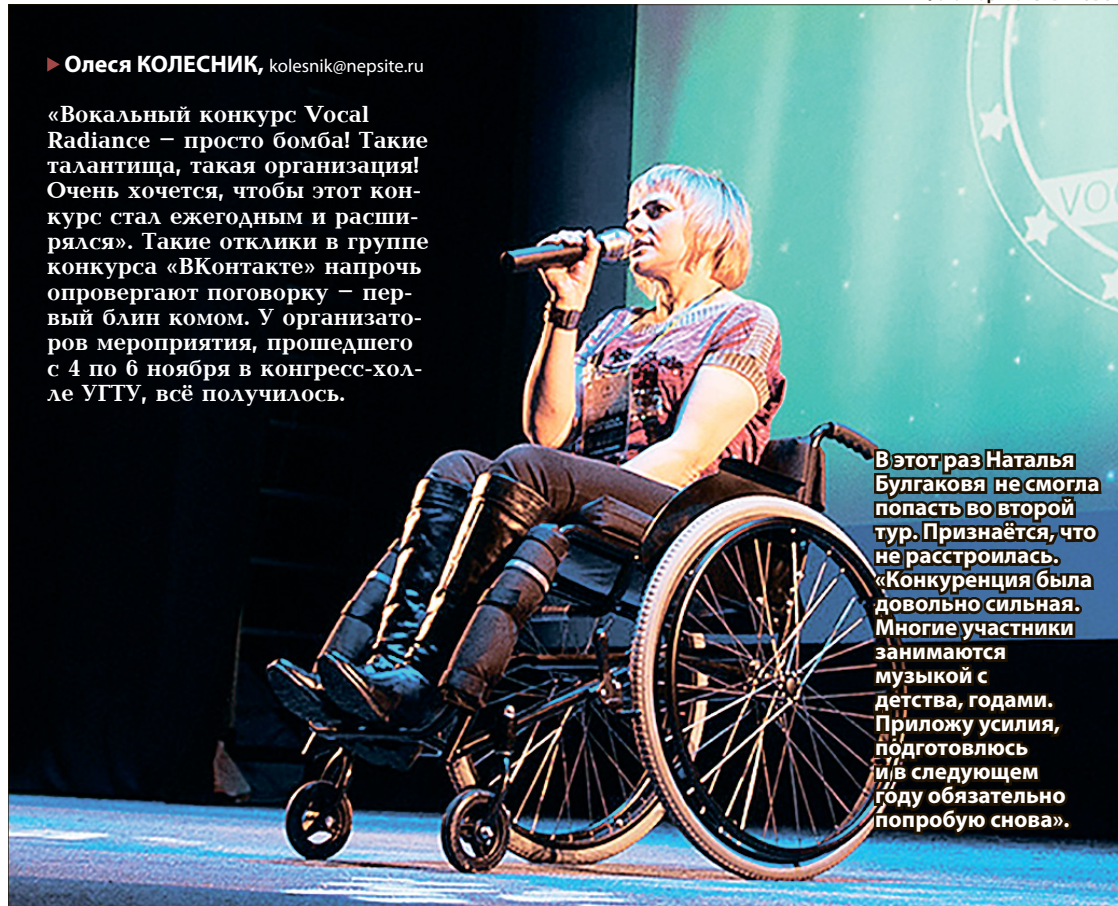 ▶ Олеся КОЛЕСНИК, kolesnik@nepsite.ru
«Вокальный конкурс Vocal
Radiance – просто бомба! Такие
талантища, такая организация!
Очень хочется, чтобы этот кон-
курс стал ежегодным и расши-
рялся». Такие отклики в группе
конкурса «ВКонтакте» напрочь
опровергают поговорку – пер-
вый блин комом. У организато-
ров мероприятия, прошедшего
с 4 по 6 ноября в конгресс-хол-
ле УГТУ, всё получилось.
VO
В этот раз Наталья
Булгаковя не смогла
попасть во второй
тур. Признаётся, что
не расстроилась.
«Конкуренция была
довольно сильная.
Многие участники
занимаются
музыкой с
детства, годами.
Приложу усилия,
подготовлюсь
и в следующем
году обязательно
попробую снова».